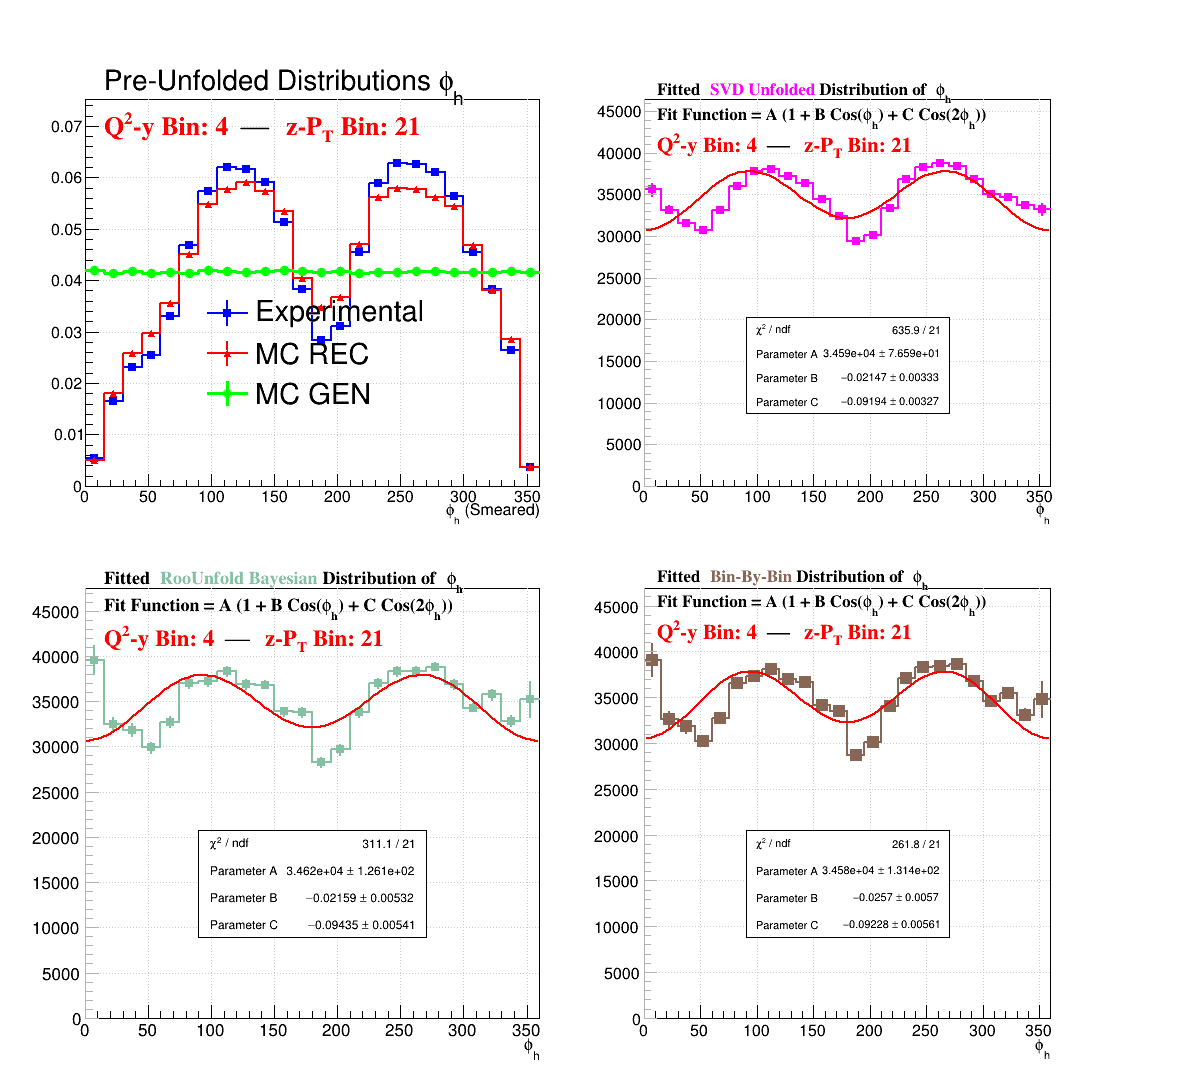 Pre-Unfolded Distributions ϕh
Q²-y Bin: 4 — z-PT Bin: 21
0.07
0.06
0.05
0.04
0.03
0.02
0.01
0
Experimental
MC REC
MC GEN
0 50 100 150 200 250 300 350
ϕh (Smeared)
Fitted SVD Unfolded Distribution of ϕh
Fit Function = A (1 + B Cos(ϕh) + C Cos(2ϕh))
Q²-y Bin: 4 — z-PT Bin: 21
45000
40000
35000
30000
25000
20000
15000
10000
5000
0
χ² / ndf 635.9 / 21
Parameter A 3.459e+04 ± 7.659e+01
Parameter B −0.02147 ± 0.00333
Parameter C −0.09194 ± 0.00327
0 50 100 150 200 250 300 350
ϕh
Fitted RooUnfold Bayesian Distribution of ϕh
Fit Function = A (1 + B Cos(ϕh) + C Cos(2ϕh))
Q²-y Bin: 4 — z-PT Bin: 21
45000
40000
35000
30000
25000
20000
15000
10000
5000
0
χ² / ndf 311.1 / 21
Parameter A 3.462e+04 ± 1.261e+02
Parameter B −0.02159 ± 0.00532
Parameter C −0.09435 ± 0.00541
0 50 100 150 200 250 300 350
ϕh
Fitted Bin-By-Bin Distribution of ϕh
Fit Function = A (1 + B Cos(ϕh) + C Cos(2ϕh))
Q²-y Bin: 4 — z-PT Bin: 21
45000
40000
35000
30000
25000
20000
15000
10000
5000
0
χ² / ndf 261.8 / 21
Parameter A 3.458e+04 ± 1.314e+02
Parameter B −0.0257 ± 0.0057
Parameter C −0.09228 ± 0.00561
0 50 100 150 200 250 300 350
ϕh